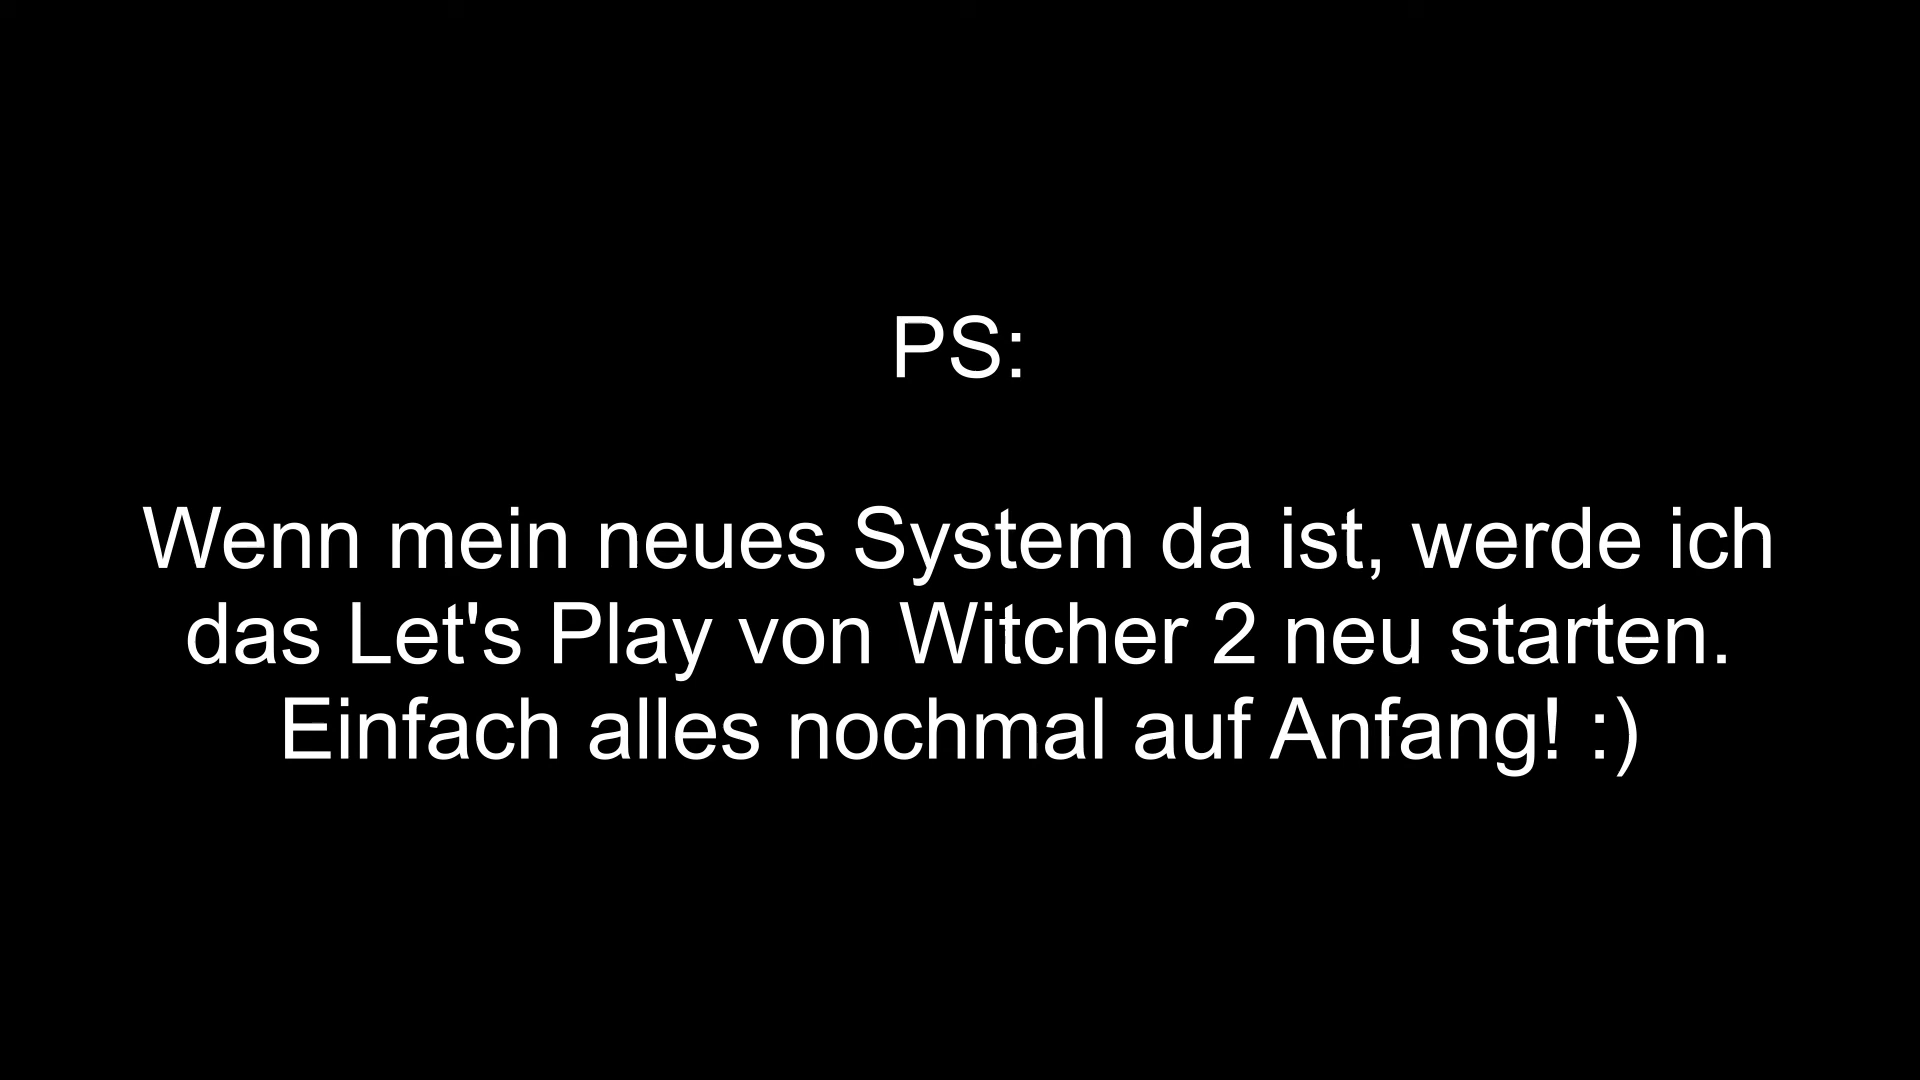 PS:
Wenn mein neues System da ist, werde ich
das Let's Play von Witcher 2 neu starten.
Einfach alles nochmal auf Anfang! :)